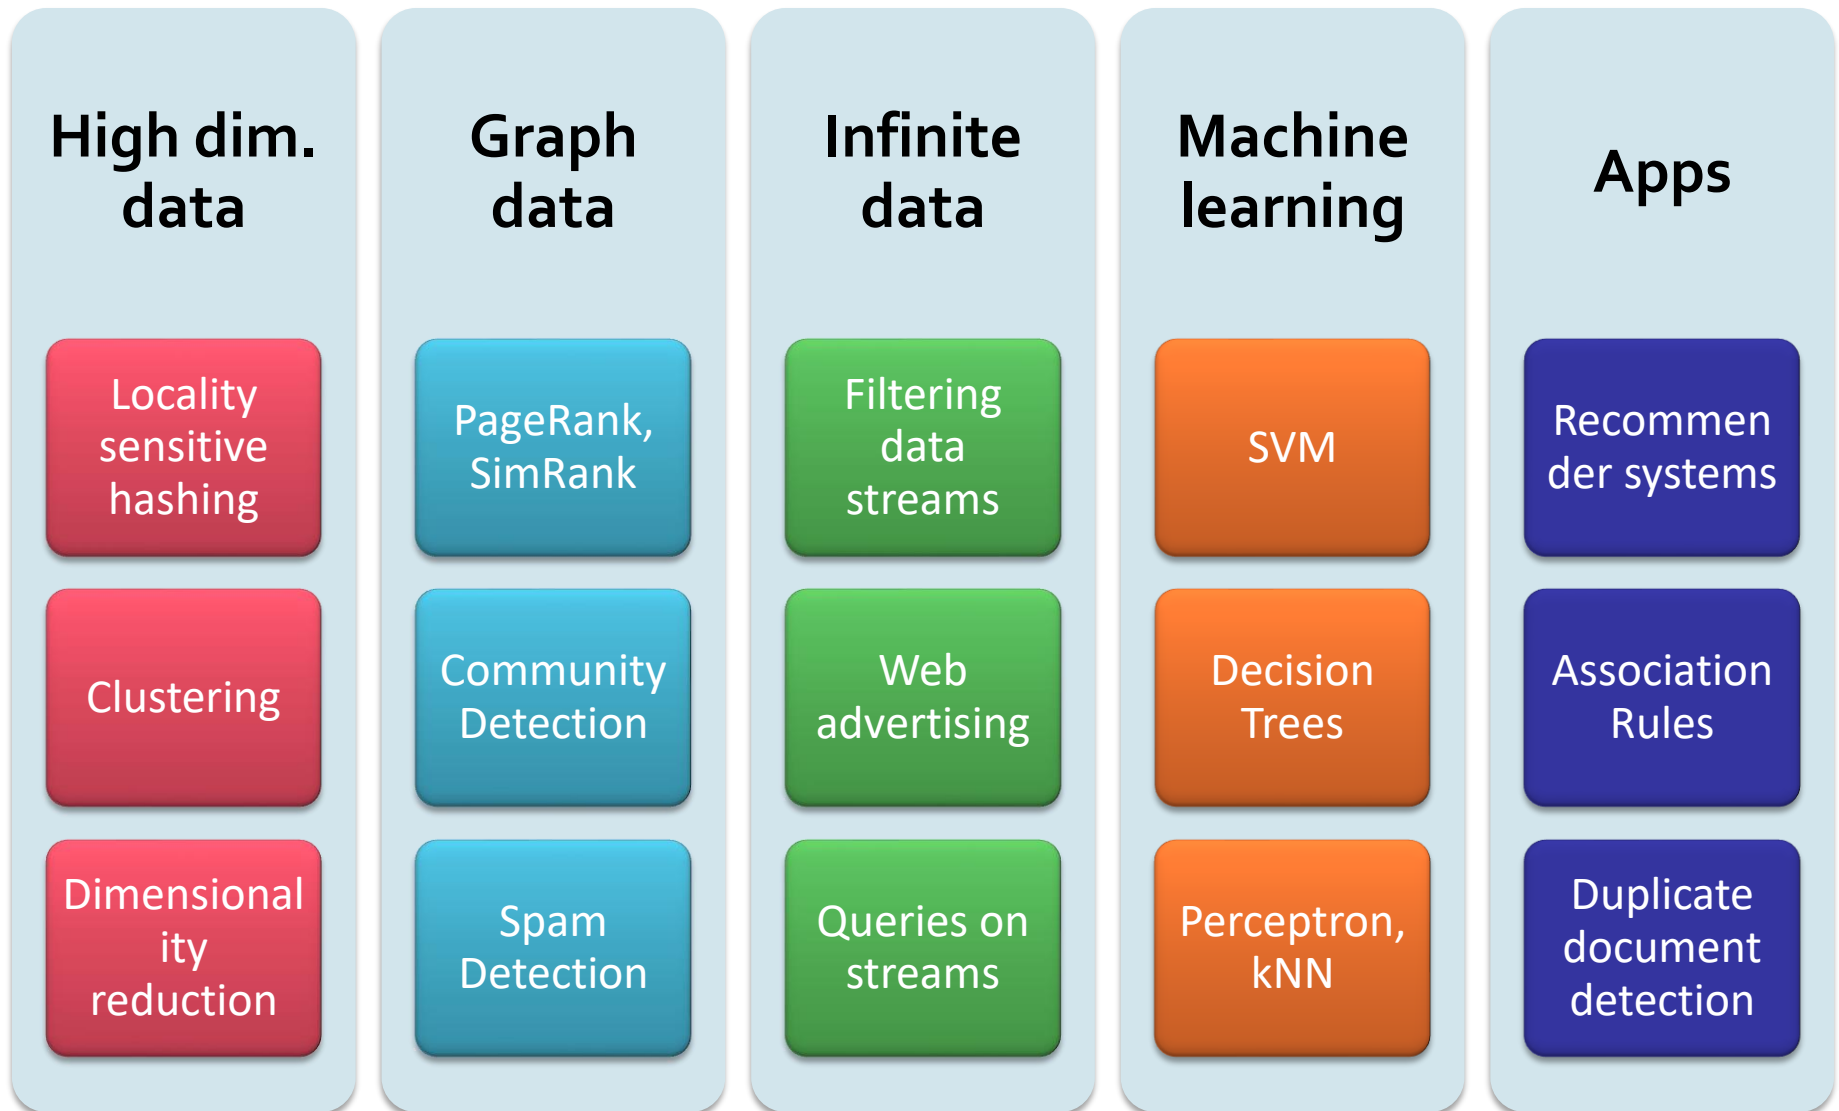 High dim.
data
Locality
sensitive
hashing
Clustering
Dimensional
ity
reduction
Graph
data
PageRank,
SimRank
Community
Detection
Spam
Detection
Infinite
data
Filtering
data
streams
Web
advertising
Queries on
streams
Machine
learning
SVM
Decision
Trees
Perceptron,
kNN
Apps
Recommen
der systems
Association
Rules
Duplicate
document
detection